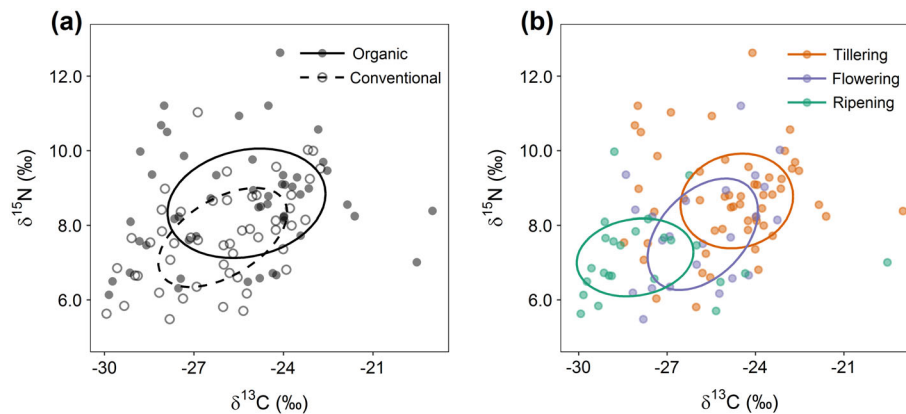 (a)
Organic
Conventional
12.0
10.0
8.0
6.0
δ¹⁵N (‰)
-30
-27
-24
-21
δ¹³C (‰)
(b)
Tillering
Flowering
Ripening
12.0
10.0
8.0
6.0
δ¹⁵N (‰)
-30
-27
-24
-21
δ¹³C (‰)